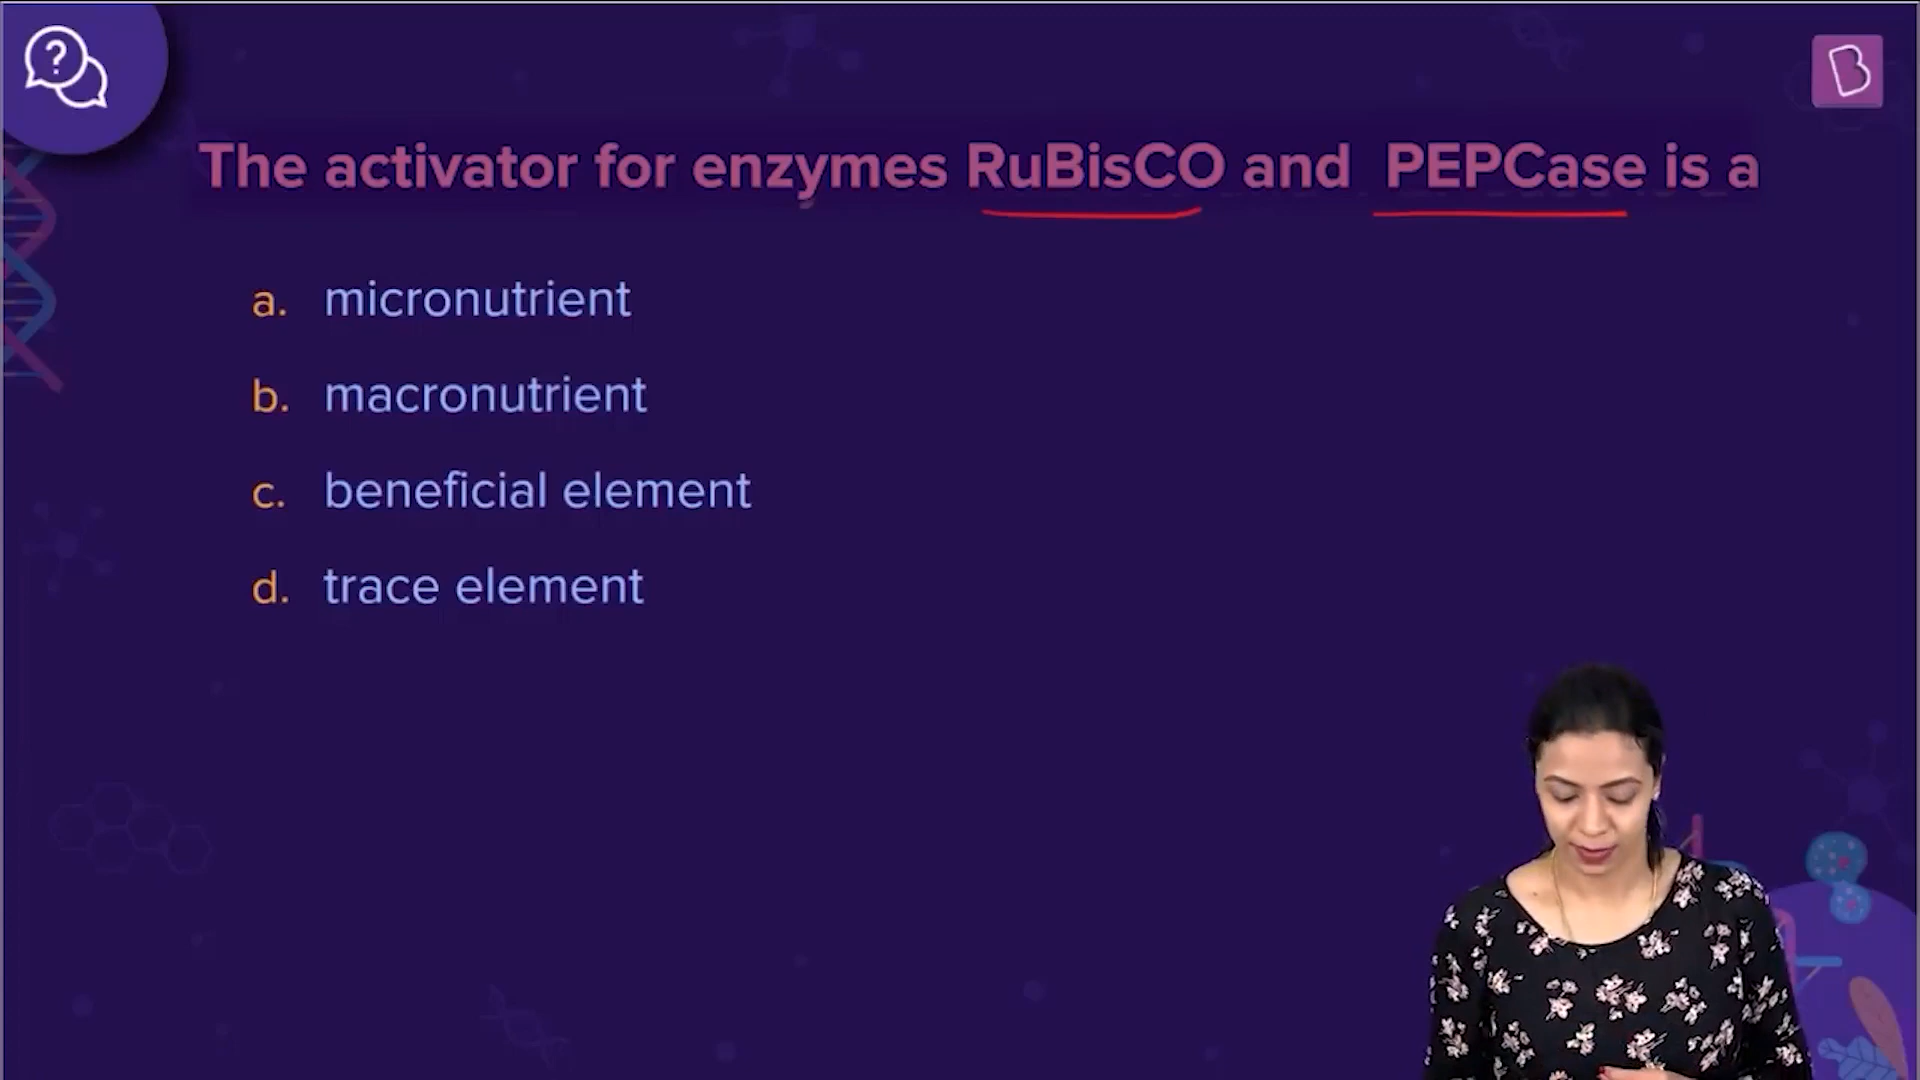 The activator for enzymes RuBisCO and PEPCase is a
a. micronutrient
b. macronutrient
c. beneficial element
d. trace element